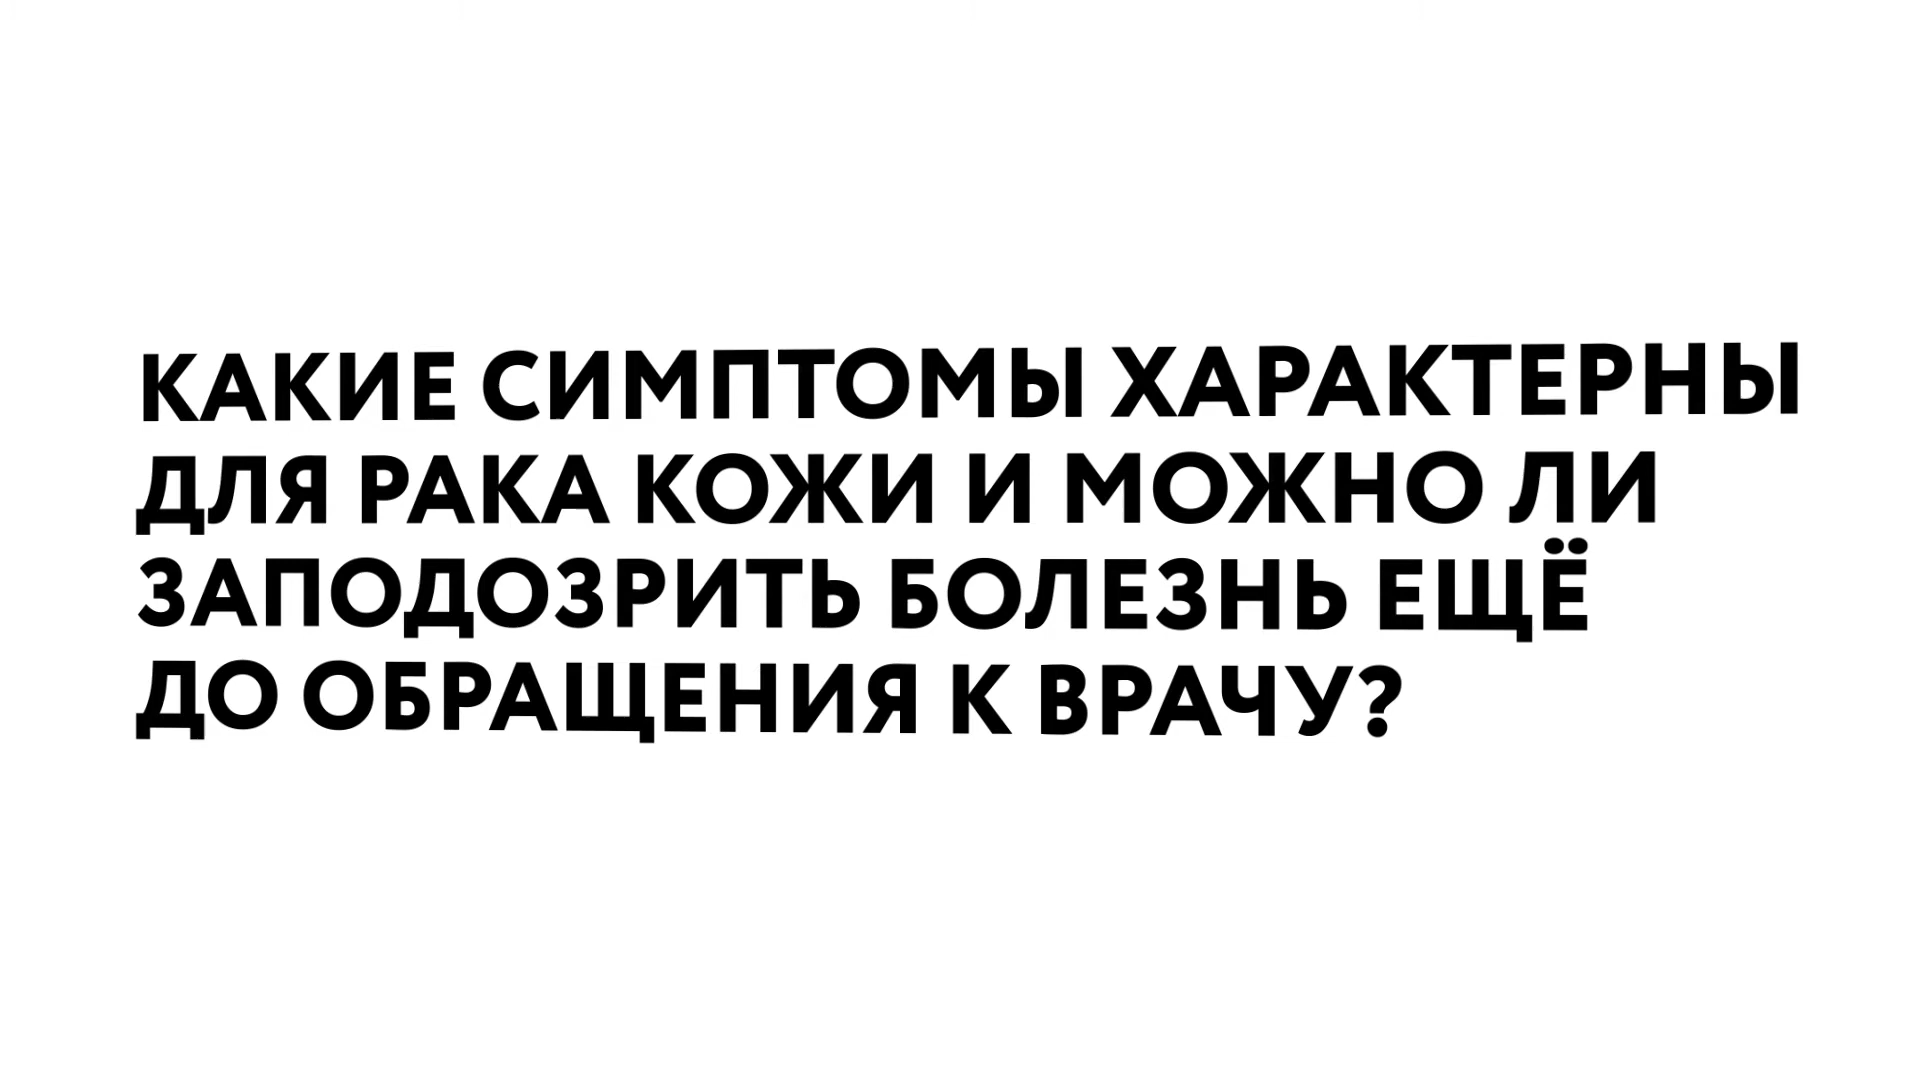 КАКИЕ СИМПТОМЫ ХАРАКТЕРНЫ
ДЛЯ РАКА КОЖИ И МОЖНО ЛИ
ЗАПОДОЗРИТЬ БОЛЕЗНЬ ЕЩЁ
ДО ОБРАЩЕНИЯ К ВРАЧУ?